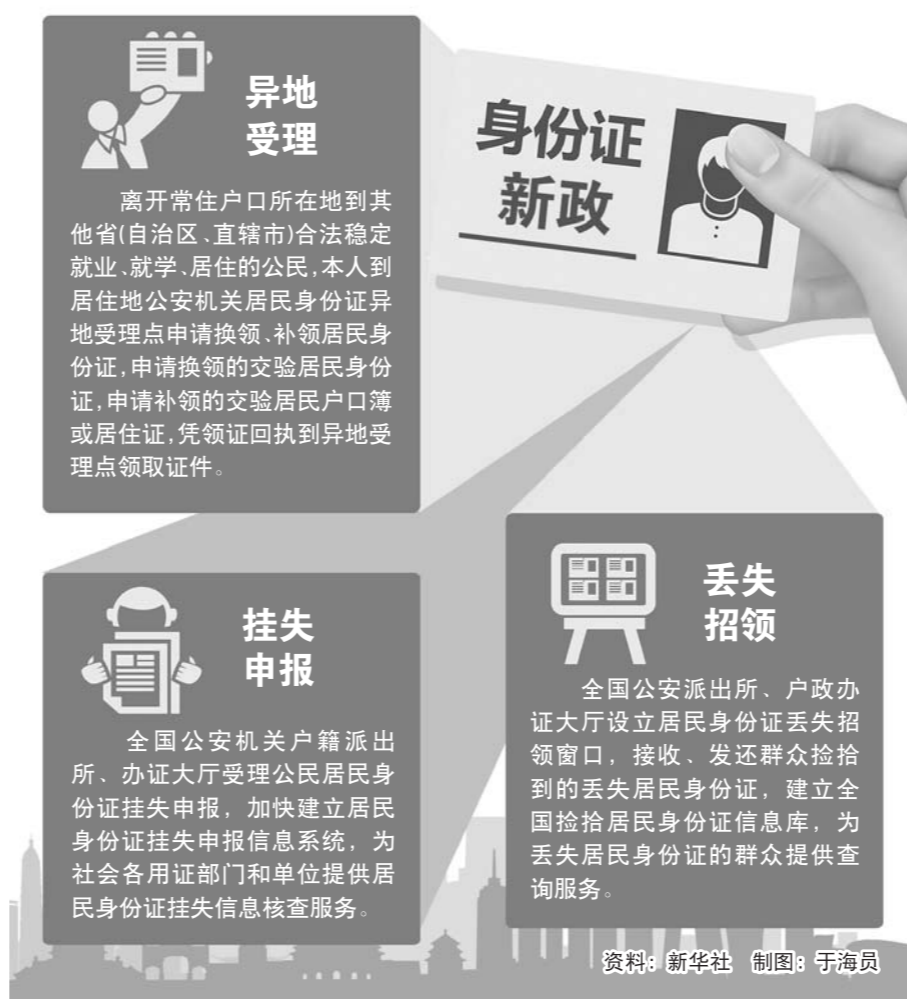 异地
受理
离开常住户口所在地到其
他省(自治区、直辖市)合法稳定
就业、就学、居住的公民,本人到
居住地公安机关居民身份证异
地受理点申请换领、补领居民身
份证,申请换领的交验居民身份
证,申请补领的交验居民户口簿
或居住证,凭领证回执到异地受
理点领取证件。
身份证
新政
挂失
申报
全国公安机关户籍派出
所、办证大厅受理公民居民身
份证挂失申报，加快建立居民
身份证挂失申报信息系统，为
社会各用证部门和单位提供居
民身份证挂失信息核查服务。
丢失
招领
全国公安派出所、户政办
证大厅设立居民身份证丢失招
领窗口，接收、发还群众捡拾
到的丢失居民身份证，建立全
国捡拾居民身份证信息库，为
丢失居民身份证的群众提供查
询服务。
资料：新华社 制图：于海员